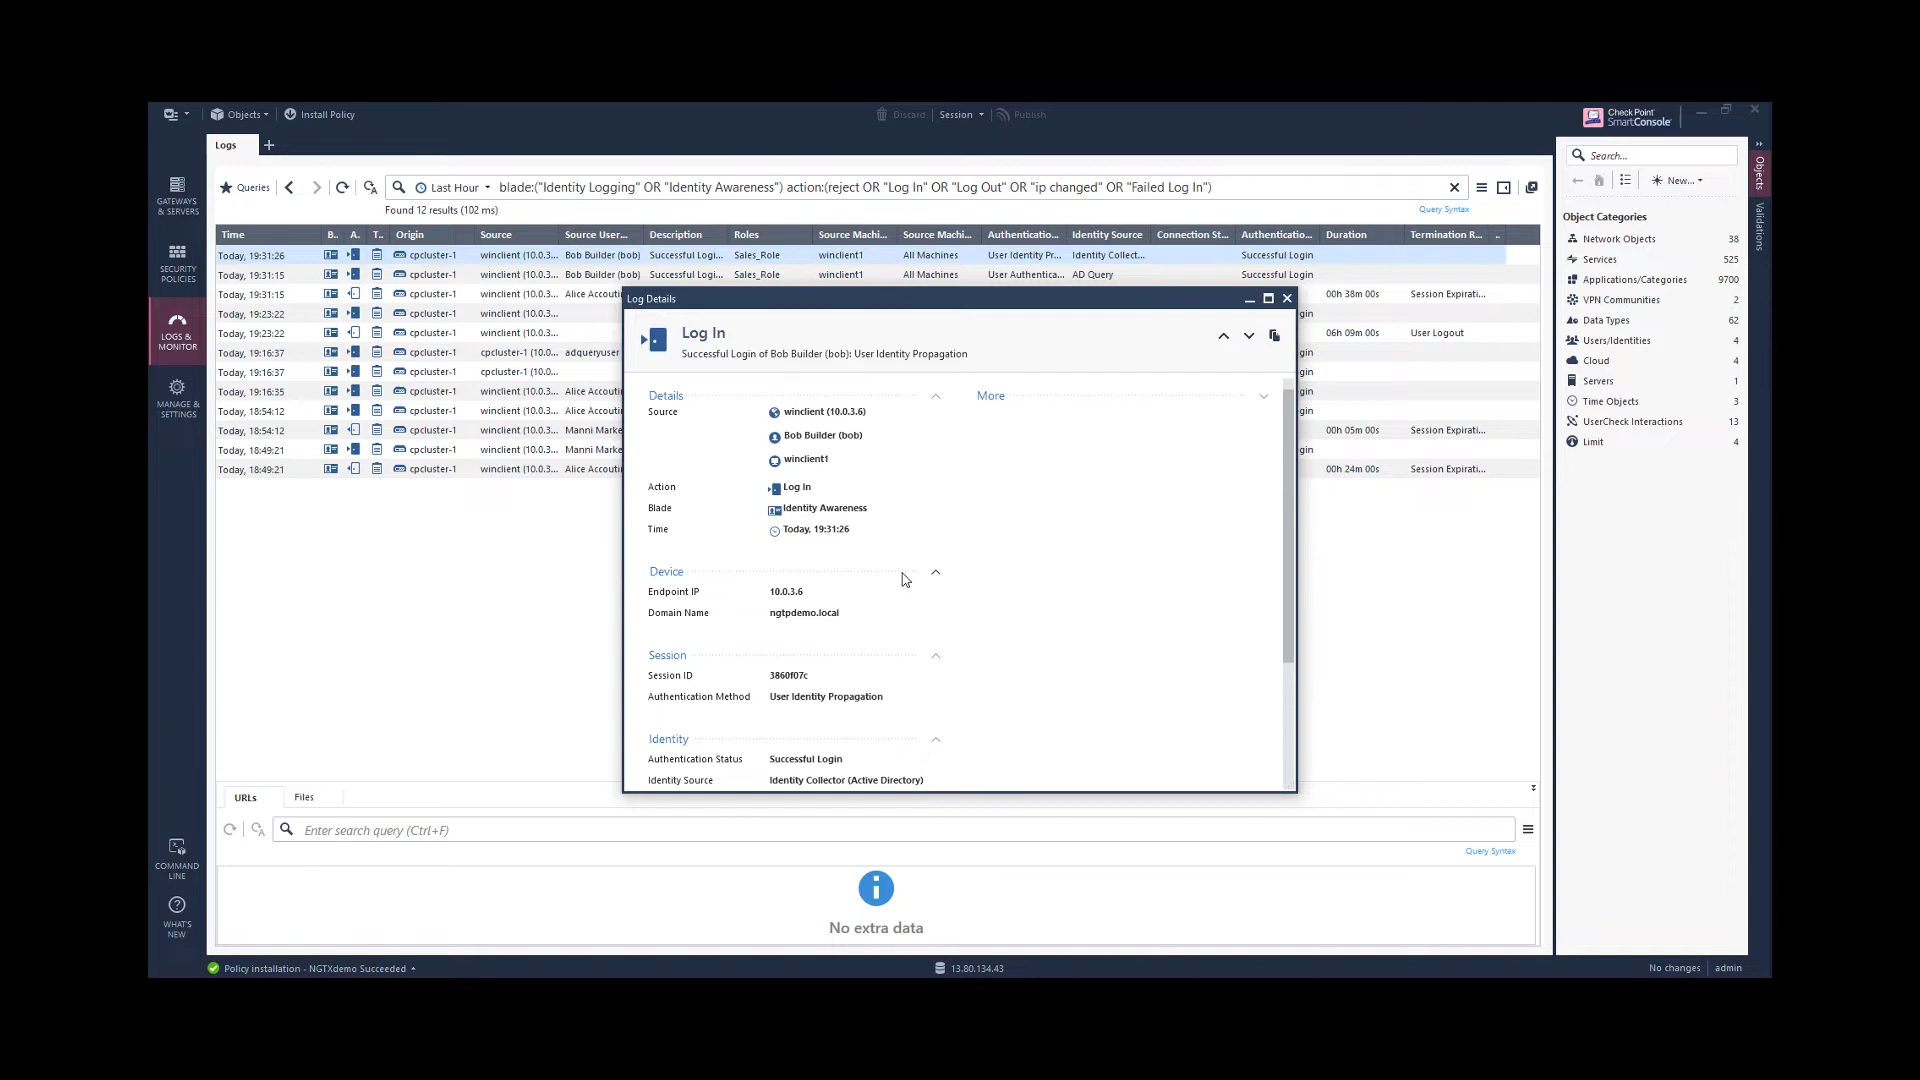 Objects
Install Policy
Discard
Session
Publish
Check Point
SmartConsole
Logs
Queries
Last Hour
blade:("Identity Logging" OR "Identity Awareness") action:(reject OR "Log In" OR "Log Out" OR "ip changed" OR "Failed Log In")
Found 12 results (102 ms)
Query Syntax
GATEWAYS
& SERVERS
SECURITY
POLICIES
LOGS &
MONITOR
MANAGE &
SETTINGS
COMMAND
LINE
WHAT'S
NEW
Time B.. A. T.. Origin Source Source User... Description Roles Source Machi... Source Machi... Authenticatio... Identity Source Connection St... Authenticatio... Duration Termination R... ..
Today, 19:31:26 cpcluster-1 winclient (10.0.3... Bob Builder (bob) Successful Logi... Sales_Role winclient1 All Machines User Identity Pr... Identity Collect... Successful Login
Today, 19:31:15 cpcluster-1 winclient (10.0.3... Bob Builder (bob) Successful Logi... Sales_Role winclient1 All Machines User Authentica... AD Query Successful Login
Today, 19:31:15 cpcluster-1 winclient (10.0.3... Alice Accouti 00h 38m 00s Session Expirati...
Today, 19:23:22 cpcluster-1 winclient (10.0.3... gin
Today, 19:23:22 cpcluster-1 winclient (10.0.3... 06h 09m 00s User Logout
Today, 19:16:37 cpcluster-1 cpcluster-1 (10.0... adqueryuser gin
Today, 19:16:37 cpcluster-1 cpcluster-1 (10.0... gin
Today, 19:16:35 cpcluster-1 winclient (10.0.3... Alice Accouti gin
Today, 18:54:12 cpcluster-1 winclient (10.0.3... Manni Marke gin
Today, 18:54:12 cpcluster-1 winclient (10.0.3... Manni Marke 00h 05m 00s Session Expirati...
Today, 18:49:21 cpcluster-1 winclient (10.0.3... Manni Marke gin
Today, 18:49:21 cpcluster-1 winclient (10.0.3... Alice Accouti 00h 24m 00s Session Expirati...
Log Details
Log In
Successful Login of Bob Builder (bob): User Identity Propagation
Details
More
Source winclient (10.0.3.6)
Bob Builder (bob)
winclient1
Action Log In
Blade Identity Awareness
Time Today, 19:31:26
Device
Endpoint IP 10.0.3.6
Domain Name ngtpdemo.local
Session
Session ID 3860f07c
Authentication Method User Identity Propagation
Identity
Authentication Status Successful Login
Identity Source Identity Collector (Active Directory)
URLs
Files
Enter search query (Ctrl+F)
Query Syntax
No extra data
Search...
New...
Object Categories
Network Objects 38
Services 525
Applications/Categories 9700
VPN Communities 2
Data Types 62
Users/Identities 4
Cloud 4
Servers 1
Time Objects 3
UserCheck Interactions 13
Limit 4
Objects
Validations
Policy installation - NGTXdemo Succeeded
13.80.134.43
No changes
admin